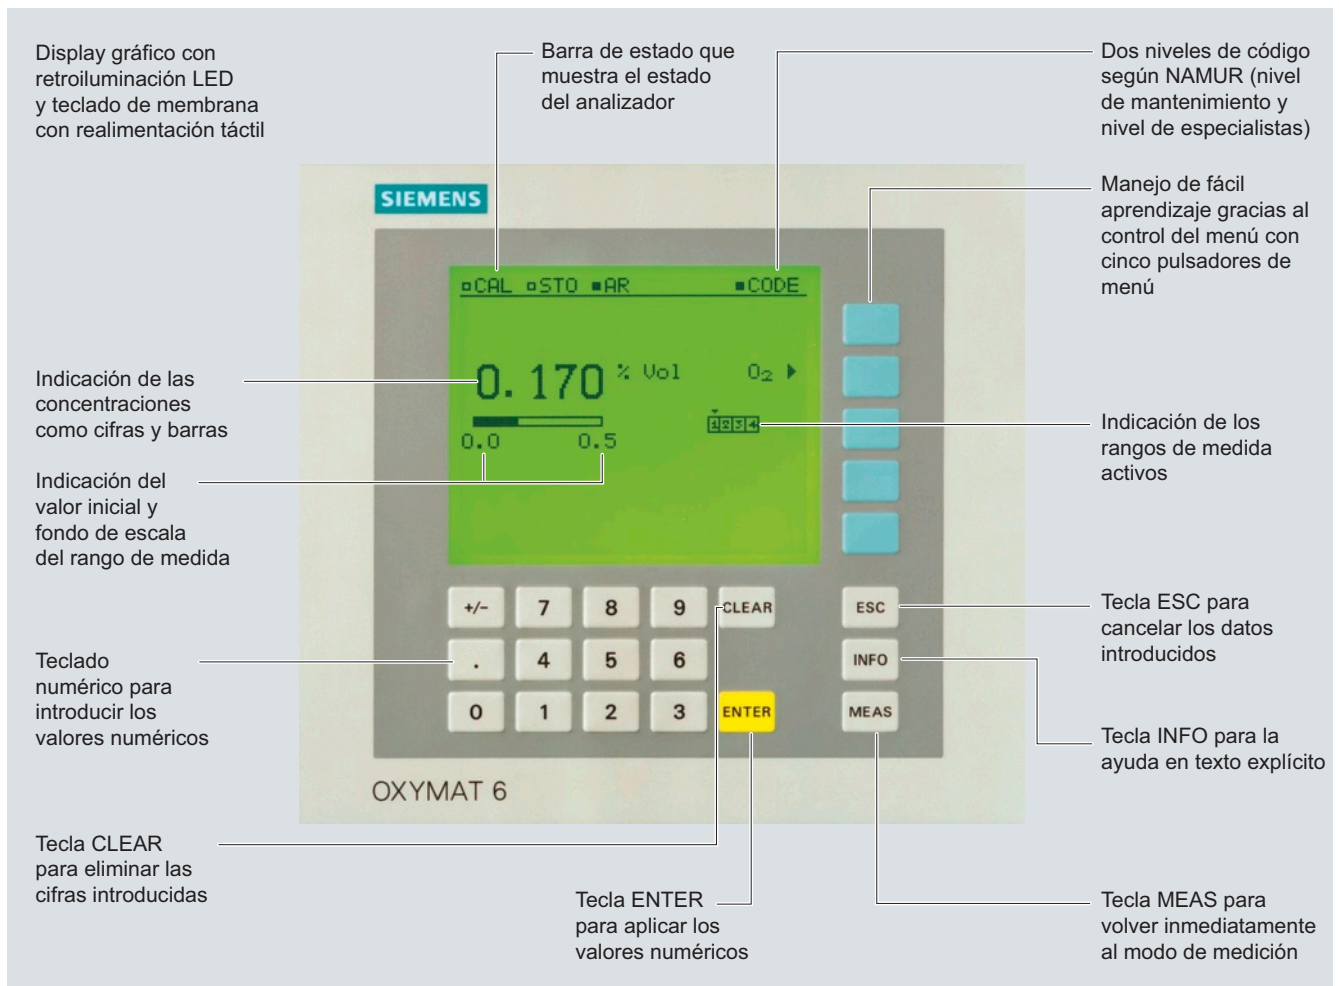 Display gráfico con
retroiluminación LED
y teclado de membrana
con realimentación táctil
Barra de estado que
muestra el estado
del analizador
Dos niveles de código
según NAMUR (nivel
de mantenimiento y
nivel de especialistas)
Manejo de fácil
aprendizaje gracias al
control del menú con
cinco pulsadores de
menú
SIEMENS
CAL STO AR CODE
0.170 % Vol O2
1 2 3 4
0.0 0.5
Indicación de las
concentraciones
como cifras y barras
Indicación de los
rangos de medida
activos
Indicación del
valor inicial y
fondo de escala
del rango de medida
+/- 7 8 9 CLEAR ESC
. 4 5 6 INFO
0 1 2 3 ENTER MEAS
OXYMAT 6
Tecla ESC para
cancelar los datos
introducidos
Teclado
numérico para
introducir los
valores numéricos
Tecla INFO para la
ayuda en texto explícito
Tecla CLEAR
para eliminar las
cifras introducidas
Tecla ENTER
para aplicar los
valores numéricos
Tecla MEAS para
volver inmediatamente
al modo de medición